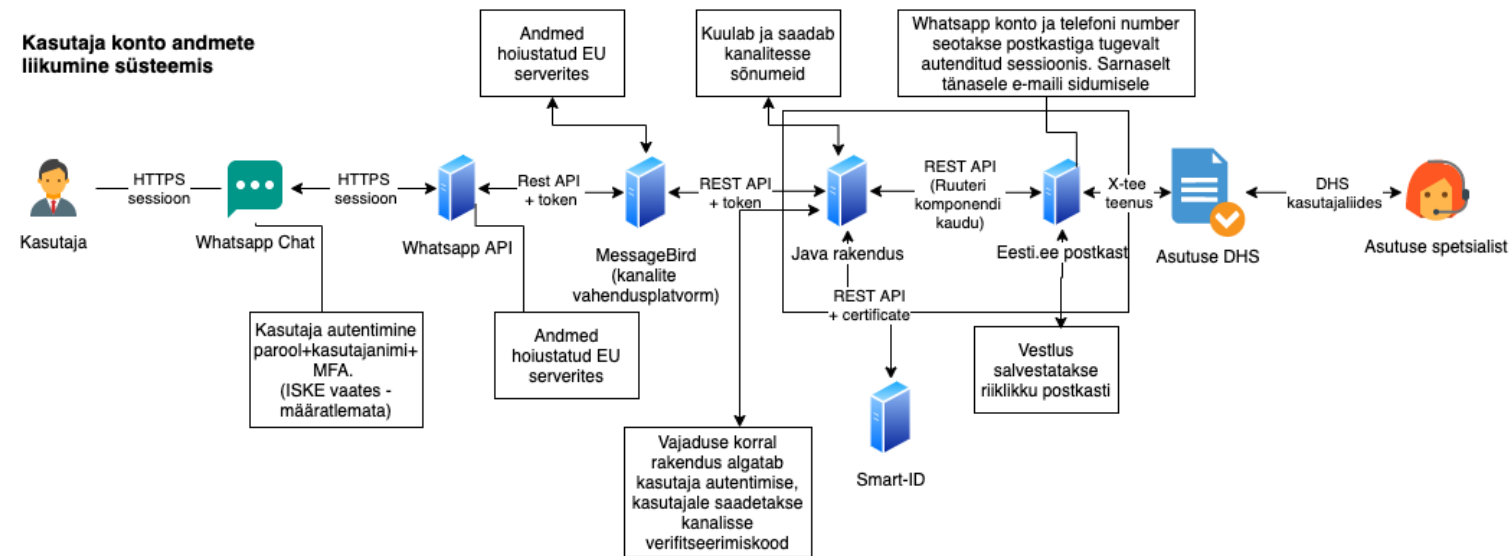 Kasutaja konto andmete
liikumine süsteemis
Andmed
hoiustatud EU
serverites
Kuulab ja saadab
kanalitesse
sõnumeid
Whatsapp konto ja telefoni number
seotakse postkastiga tugevalt
autenditud sessioonis. Sarnaselt
tänasele e-maili sidumisele
HTTPS
sessioon
HTTPS
sessioon
Rest API
+ token
REST API
+ token
REST API
(Ruuteri
komponendi
kaudu)
X-tee
teenus
DHS
kasutajaliides
Kasutaja
Whatsapp Chat
Whatsapp API
MessageBird
(kanalite
vahendusplatvorm)
Java rakendus
Eesti.ee postkast
Asutuse DHS
Asutuse spetsialist
REST API
+ certificate
Kasutaja autentimine
parool+kasutajanimi+
MFA.
(ISKE vaates -
määratlemata)
Andmed
hoiustatud EU
serverites
Vestlus
salvestatakse
riiklikku postkasti
Vajaduse korral
rakendus algatab
kasutaja autentimise,
kasutajale saadetakse
kanalisse
verifitseerimiskood
Smart-ID